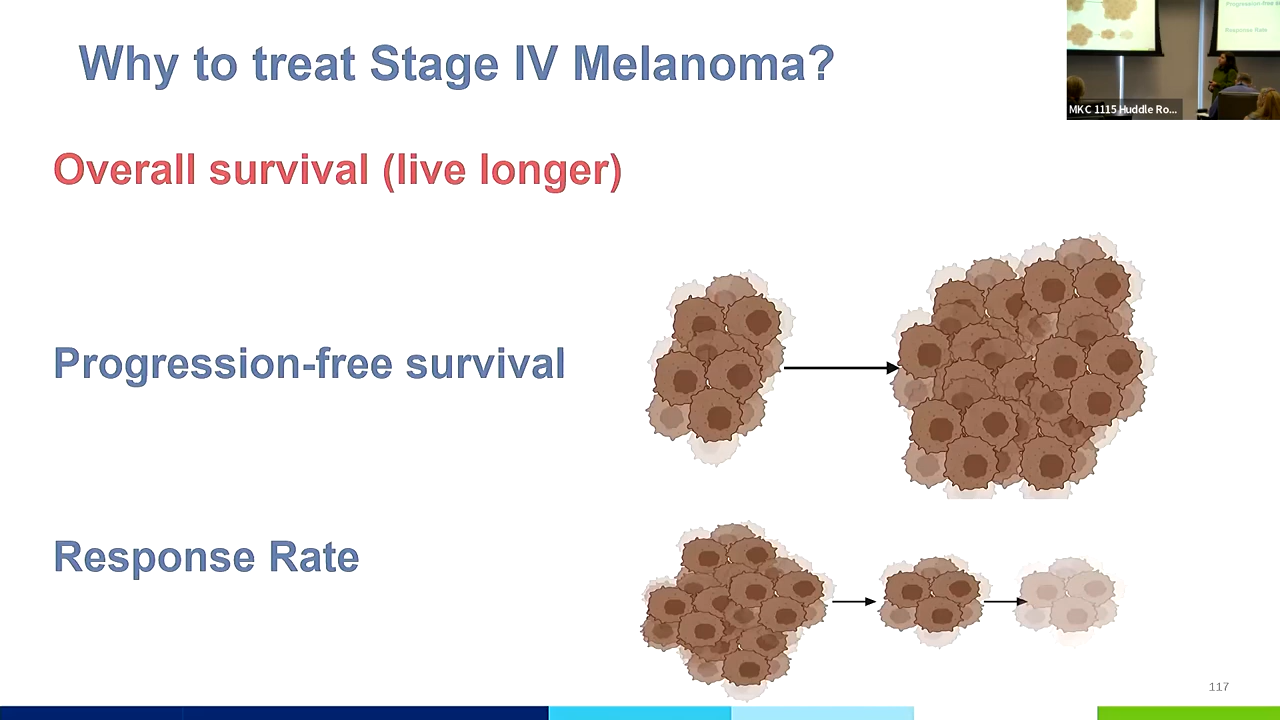 Why to treat Stage IV Melanoma?
MKC 1115 Huddle Ro...
Overall survival (live longer)
Progression-free survival
Response Rate
117